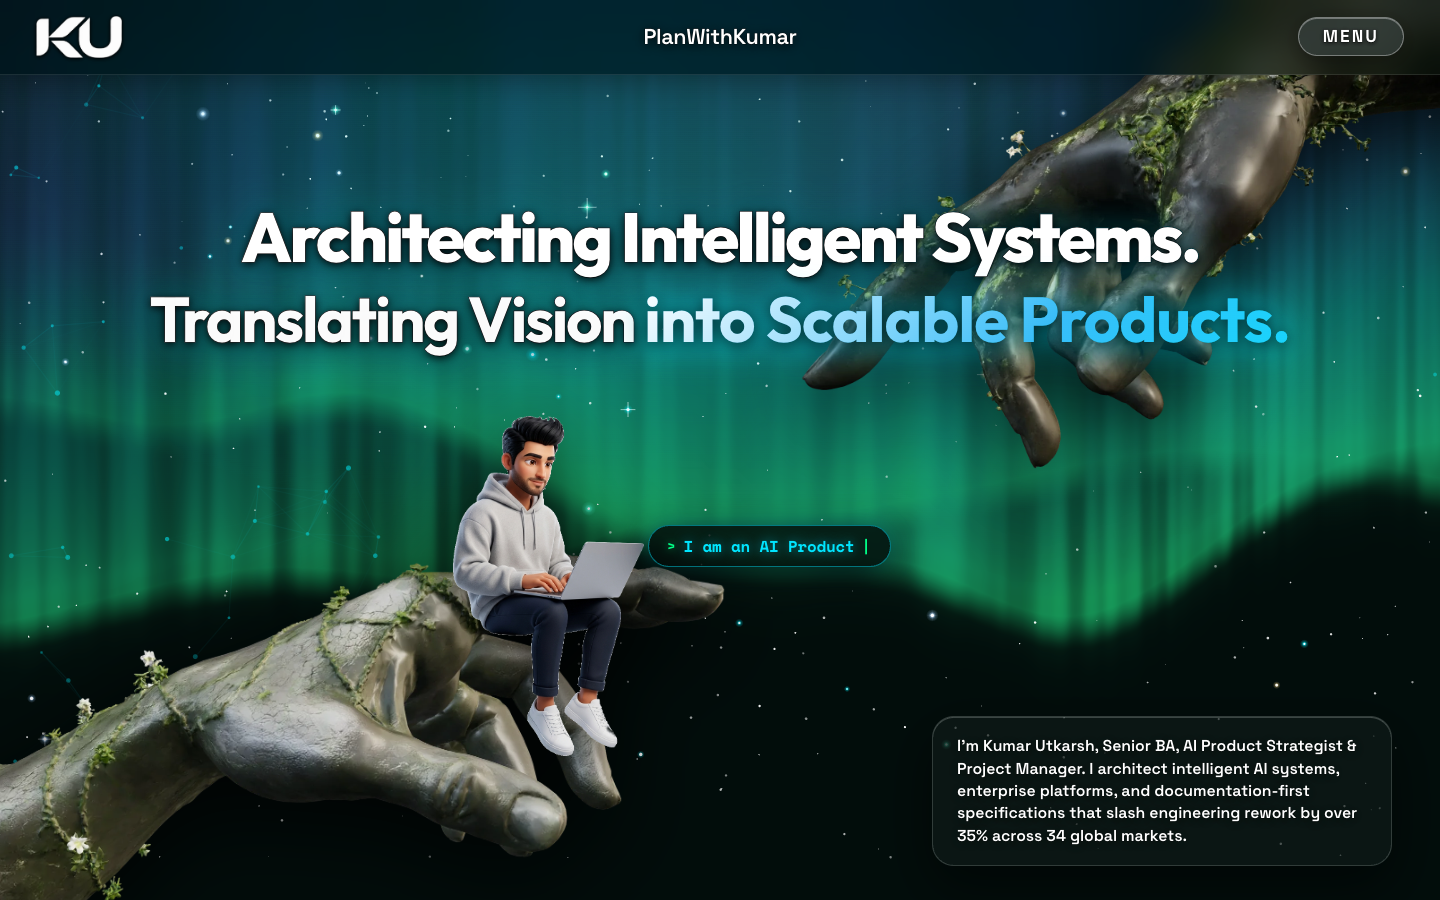 KU
PlanWithKumar
MENU
Architecting Intelligent Systems.
Translating Vision into Scalable Products.
> I am an AI Product |
I'm Kumar Utkarsh, Senior BA, AI Product Strategist &
Project Manager. I architect intelligent AI systems,
enterprise platforms, and documentation-first
specifications that slash engineering rework by over
35% across 34 global markets.